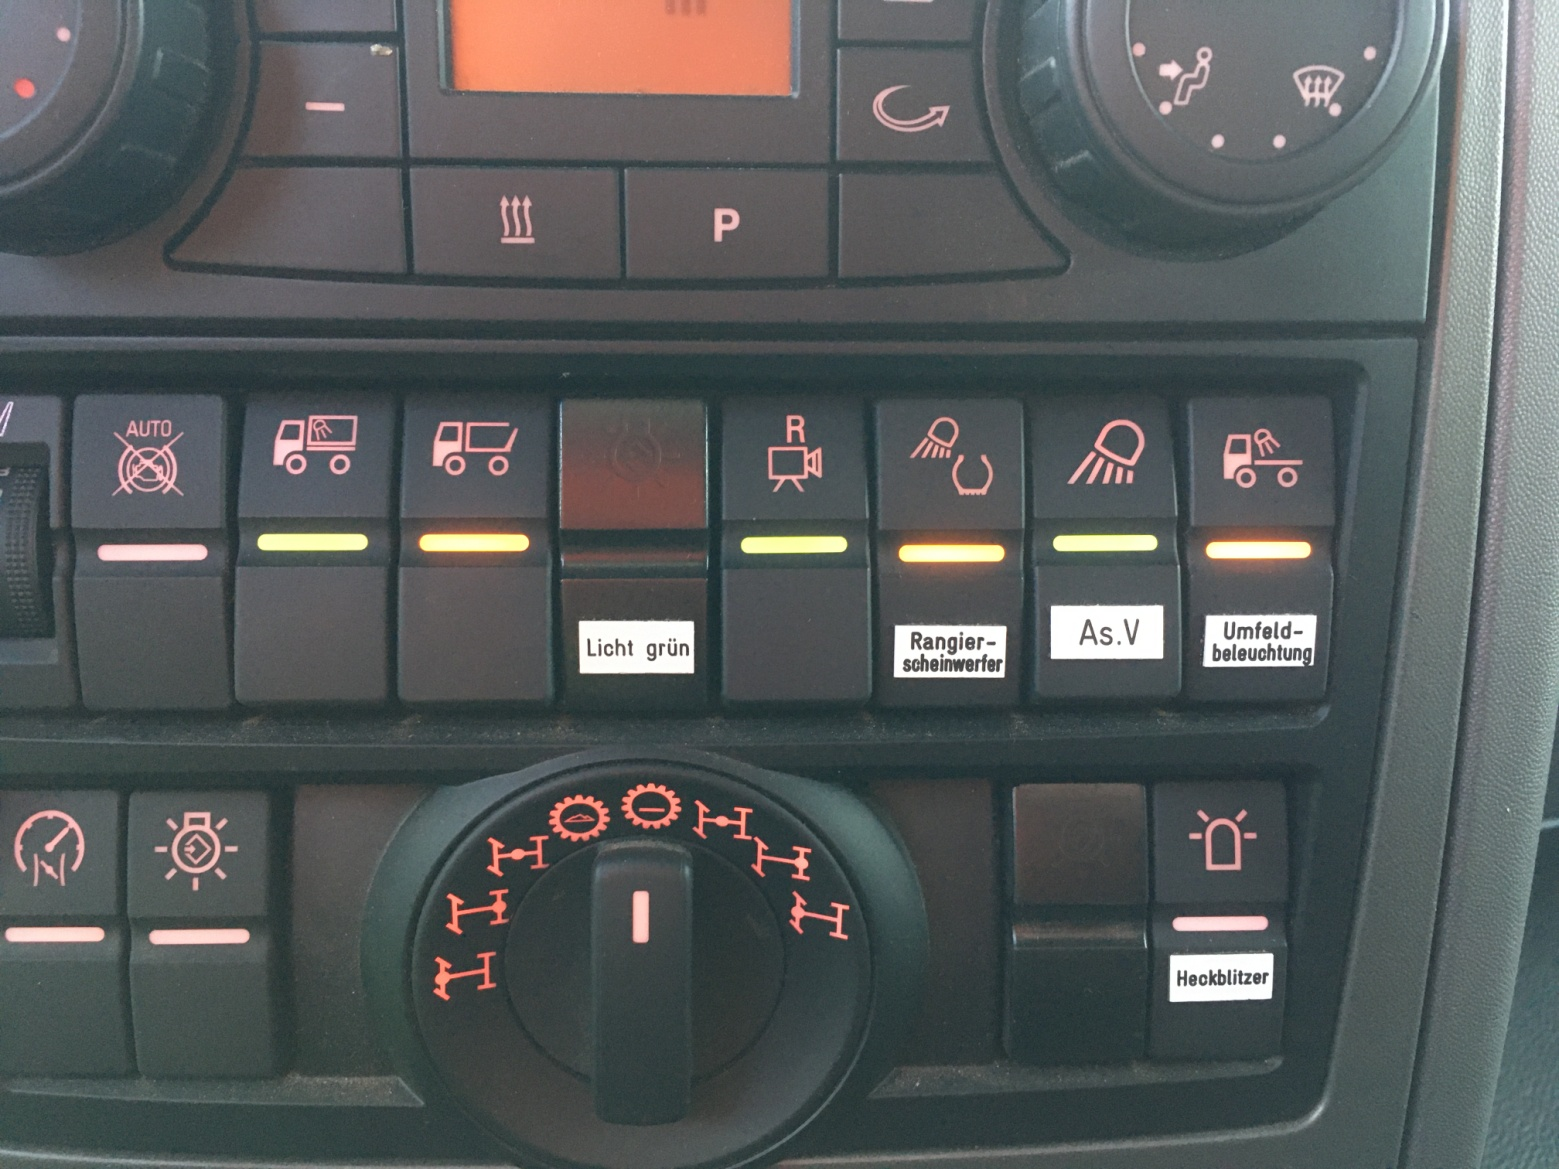 P
AUTO
R
Licht grün
Rangier-
scheinwerfer
As.V
Umfeld-
beleuchtung
Heckblitzer